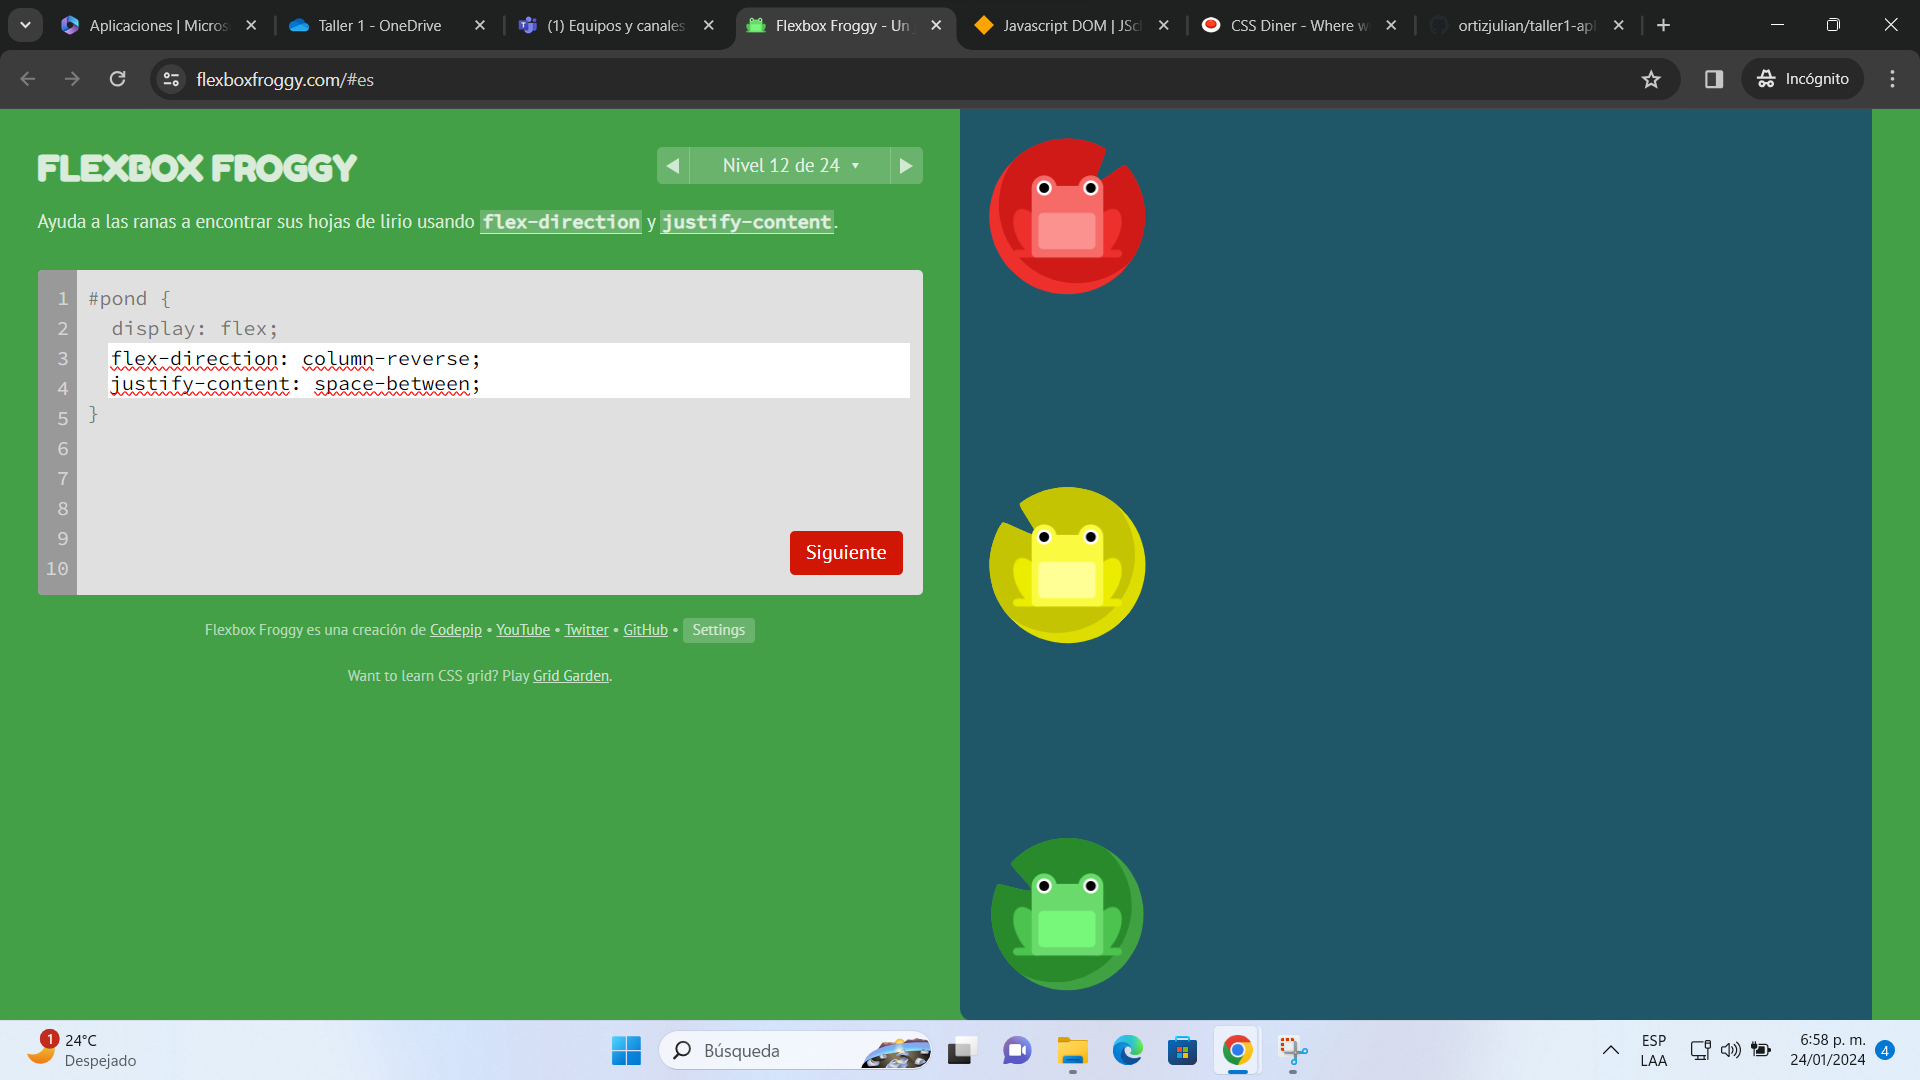 Aplicaciones | Micros
Taller 1 - OneDrive
(1) Equipos y canales
Flexbox Froggy - Un
Javascript DOM | JSc
CSS Diner - Where w
ortizjulian/taller1-apl
flexboxfroggy.com/#es
Incógnito
FLEXBOX FROGGY
Nivel 12 de 24
Ayuda a las ranas a encontrar sus hojas de lirio usando flex-direction y justify-content.
1 #pond {
2 display: flex;
3 flex-direction: column-reverse;
4 justify-content: space-between;
5 }
6
7
8
9
10
Siguiente
Flexbox Froggy es una creación de Codepip • YouTube • Twitter • GitHub • Settings
Want to learn CSS grid? Play Grid Garden.
1
24°C
Despejado
Búsqueda
ESP
LAA
6:58 p. m.
24/01/2024
4